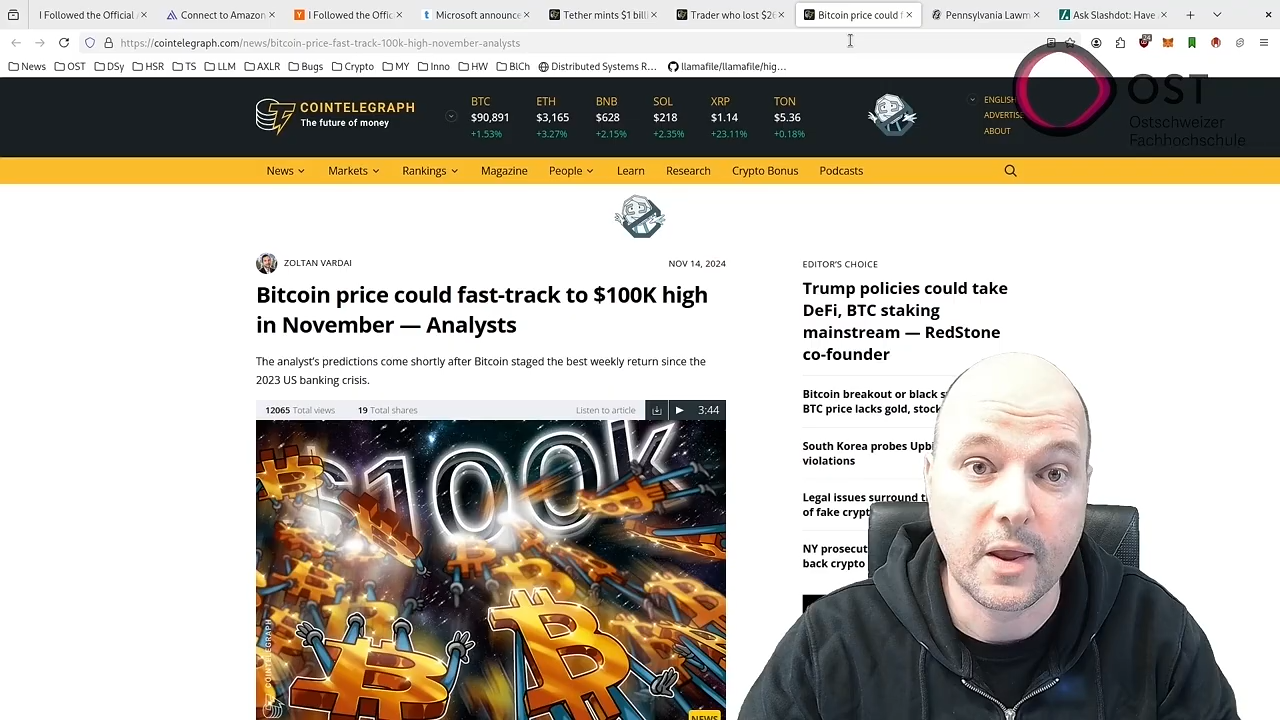 I Followed the Official
Connect to Amazon
I Followed the Offic
Microsoft announce
Tether mints $1 billi
Trader who lost $2
Bitcoin price could f
Pennsylvania Lawm
Ask Slashdot: Have
https://cointelegraph.com/news/bitcoin-price-fast-track-100k-high-november-analysts
News OST DSy HSR TS LLM AXLR Bugs Crypto MY Inno HW BlCh Distributed Systems R… llamafile/llamafile/hig…
COINTELEGRAPH
The future of money
BTC ETH BNB SOL XRP TON
$90,891 $3,165 $628 $218 $1.14 $5.36
+1.53% +3.27% +2.15% +2.35% +23.11% +0.18%
ENGLISH
ADVERTISE
ABOUT
OST
Ostschweizer
Fachhochschule
News Markets Rankings Magazine People Learn Research Crypto Bonus Podcasts
ZOLTAN VARDAI
NOV 14, 2024
Bitcoin price could fast-track to $100K high
in November — Analysts
The analyst’s predictions come shortly after Bitcoin staged the best weekly return since the
2023 US banking crisis.
12065 Total views 19 Total shares Listen to article 3:44
$100k
COINTELEGRAPH
NEWS
EDITOR’S CHOICE
Trump policies could take
DeFi, BTC staking
mainstream — RedStone
co-founder
Bitcoin breakout or black s
BTC price lacks gold, stock
South Korea probes Upbi
violations
Legal issues surround t
of fake crypt
NY prosecut
back crypto